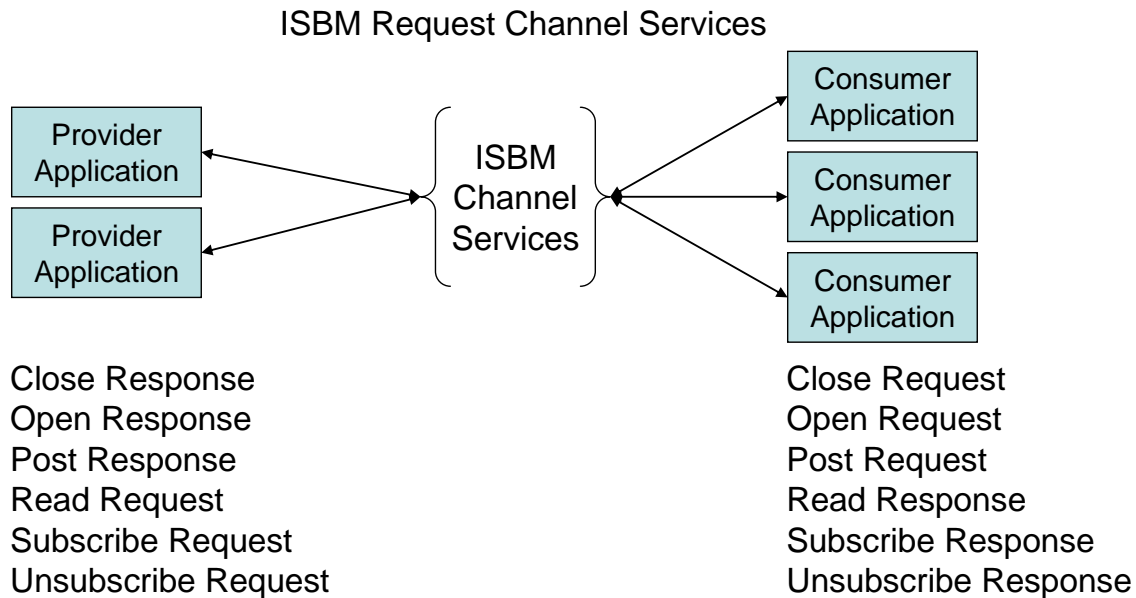 ISBM Request Channel Services
Provider
Application
Provider
Application
ISBM
Channel
Services
Consumer
Application
Consumer
Application
Consumer
Application
Close Response
Open Response
Post Response
Read Request
Subscribe Request
Unsubscribe Request
Close Request
Open Request
Post Request
Read Response
Subscribe Response
Unsubscribe Response